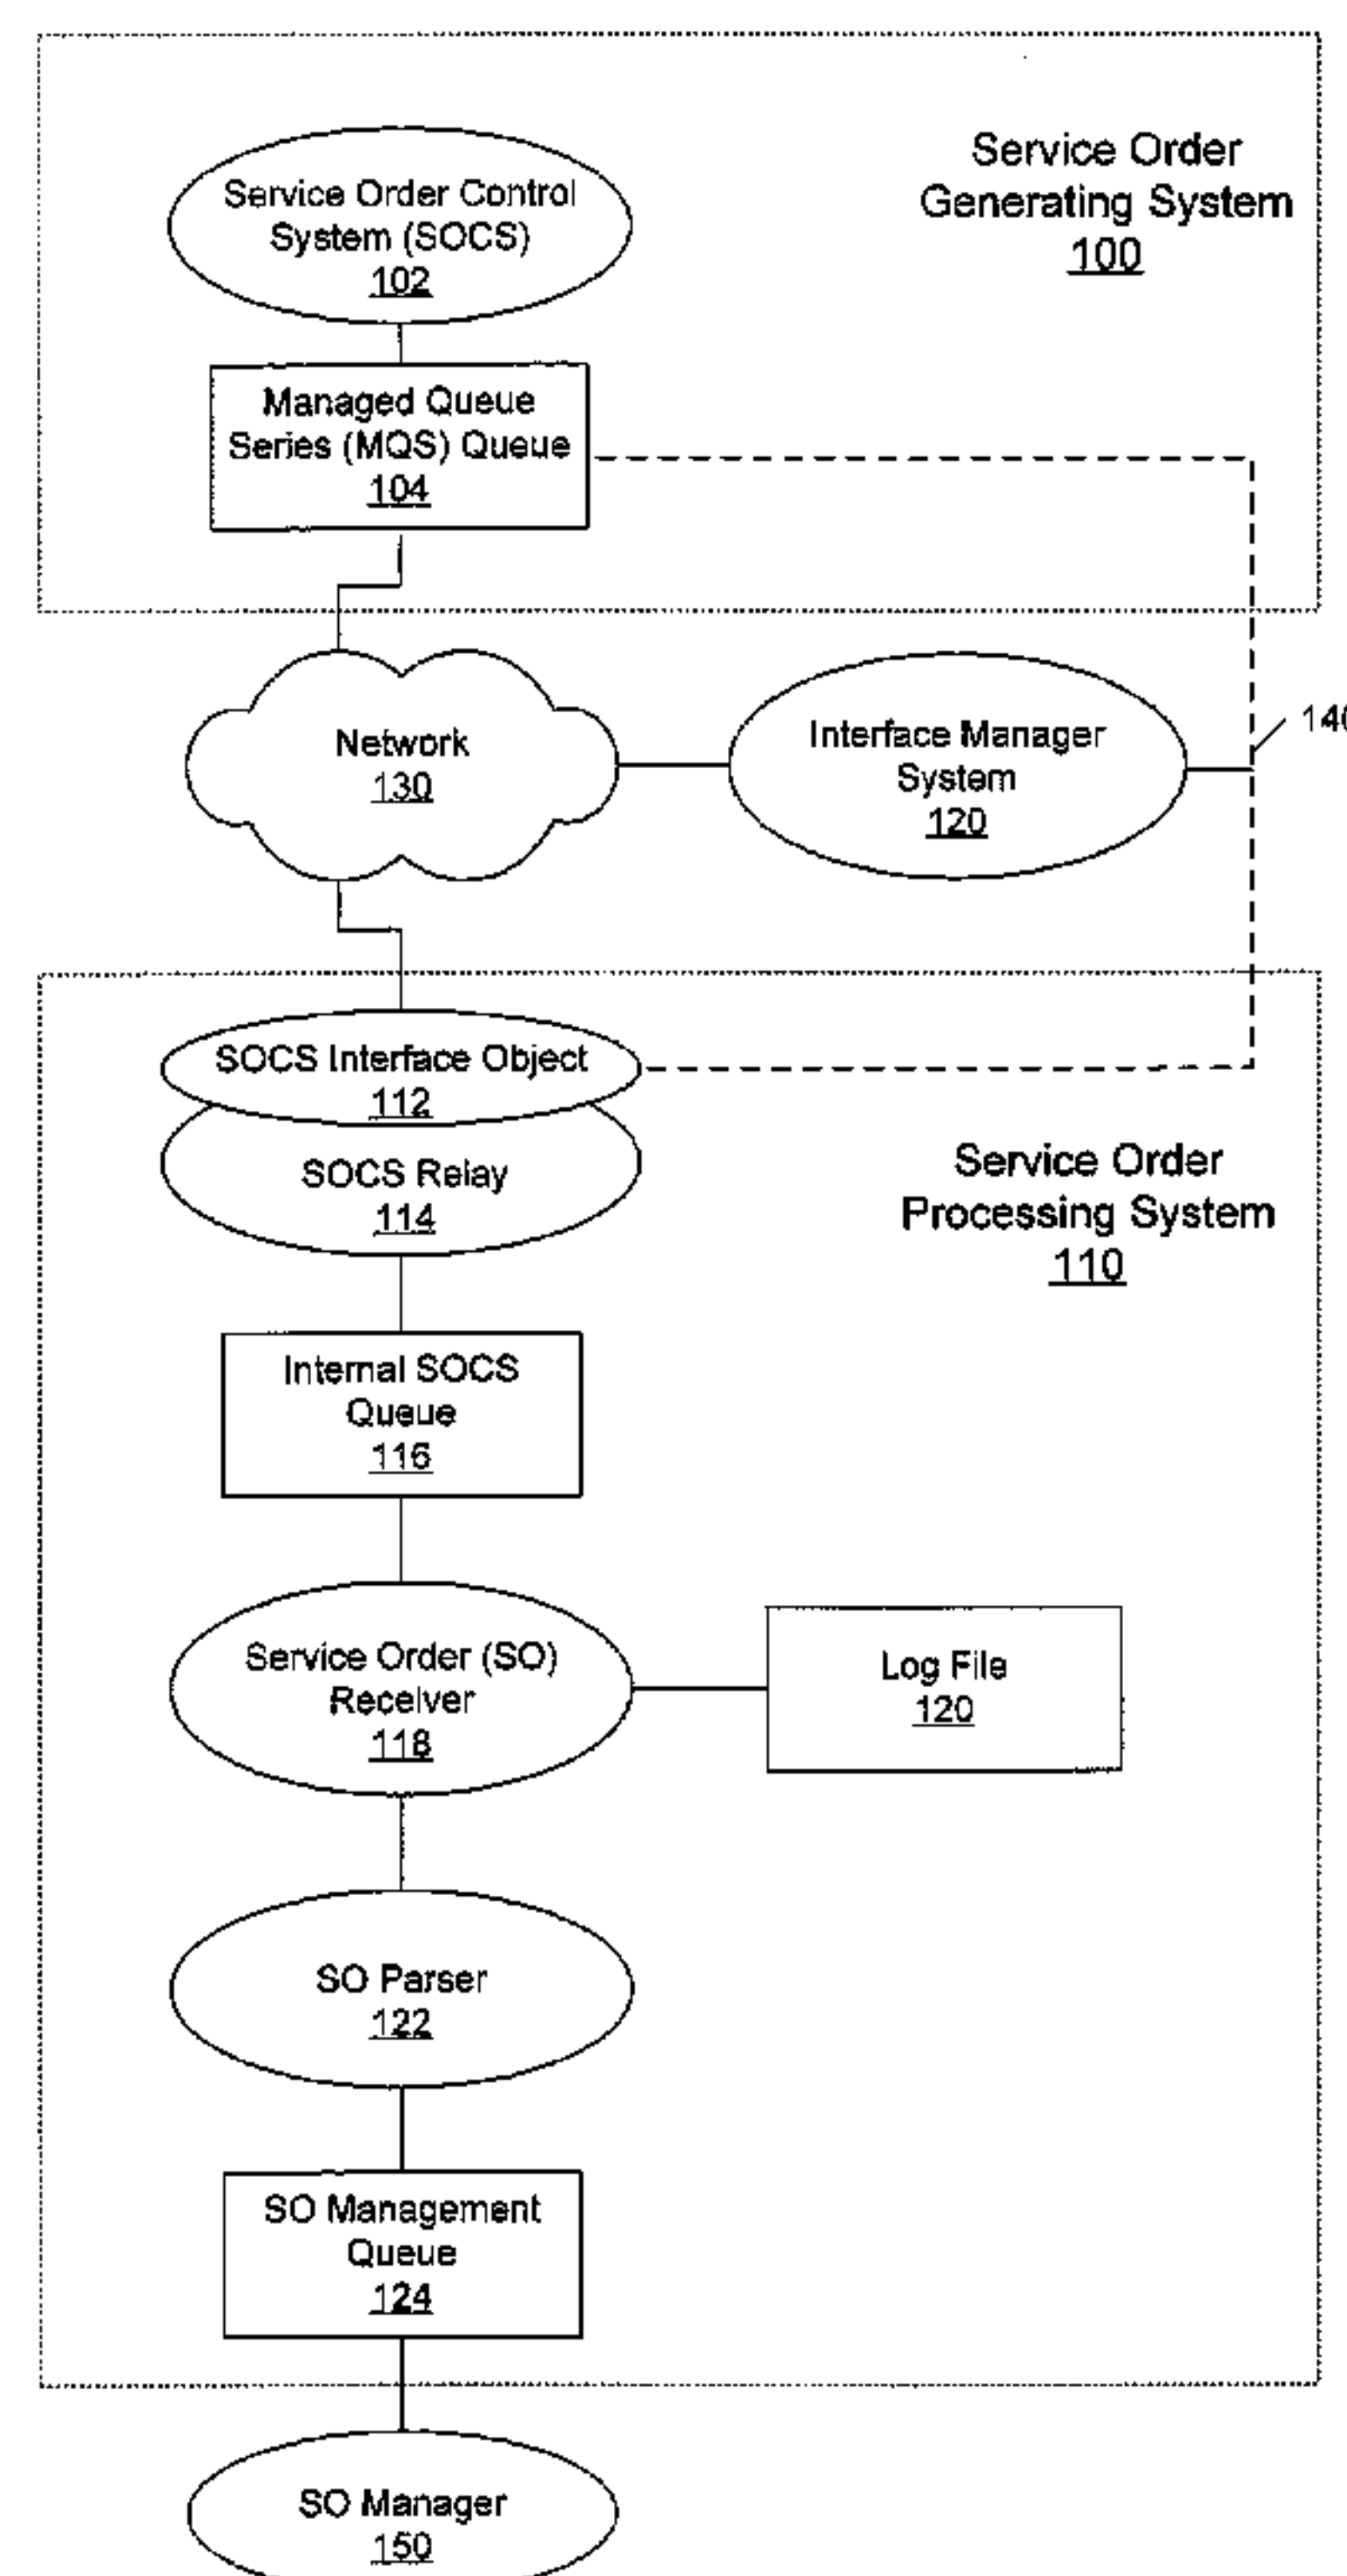 Service Order
Generating System
100
Service Order Control
System (SOCS)
102
Managed Queue
Series (MQS) Queue
104
Network
130
Interface Manager
System
120
140
SOCS Interface Object
112
SOCS Relay
114
Service Order
Processing System
110
Internal SOCS
Queue
116
Service Order (SO)
Receiver
118
Log File
120
SO Parser
122
SO Management
Queue
124
SO Manager
150